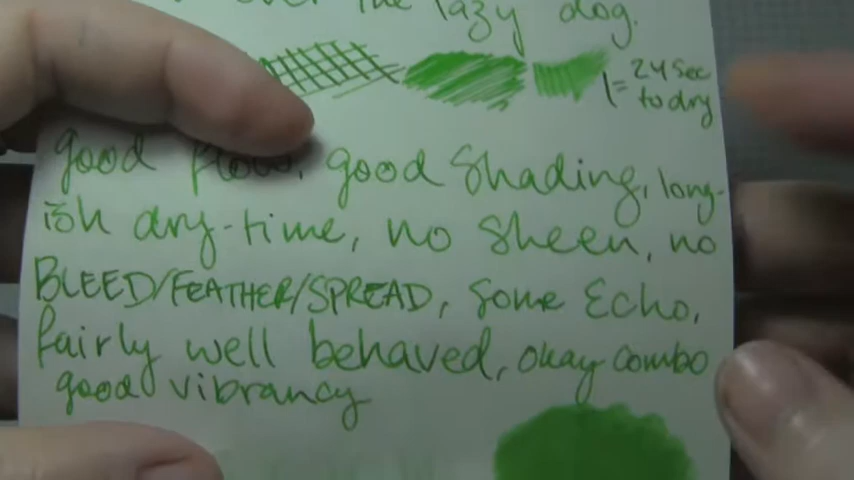 the lazy dog.
1= 24 sec
to dry
good flow, good shading, long-
ish dry-time, no sheen, no
BLEED/FEATHER/SPREAD, some Echo,
fairly well behaved, okay combo
good vibrancy